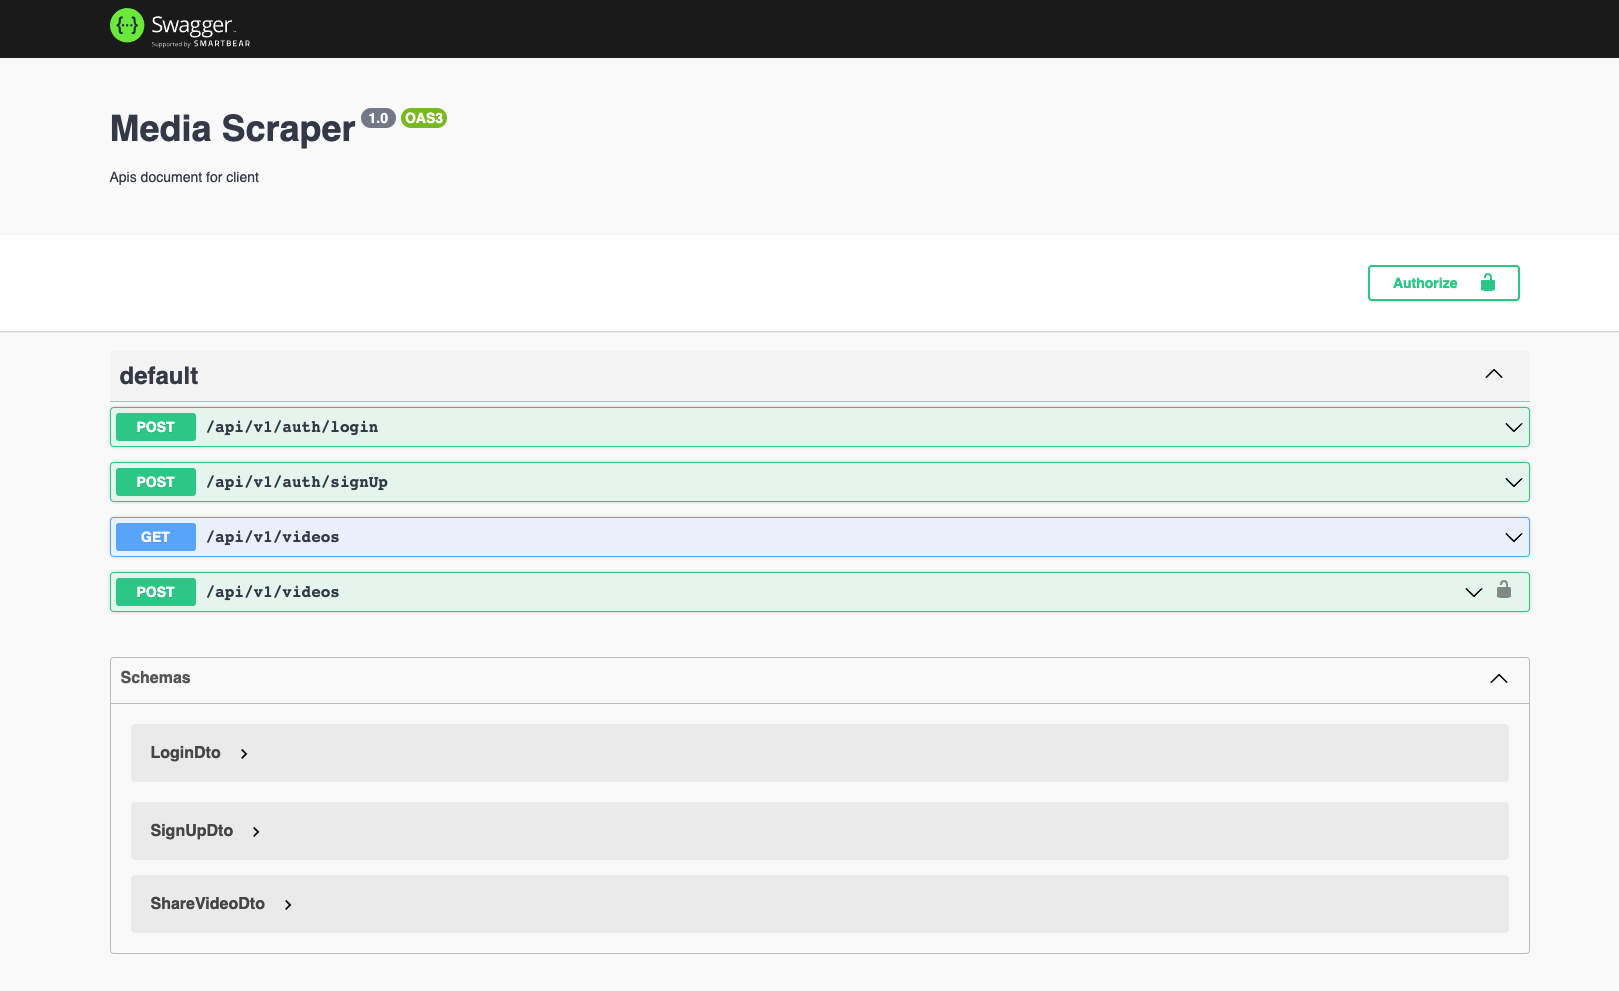 Swagger
Supported by SMARTBEAR
Media Scraper 1.0 OAS3
Apis document for client
Authorize
default
POST /api/v1/auth/login
POST /api/v1/auth/signUp
GET /api/v1/videos
POST /api/v1/videos
Schemas
LoginDto
SignUpDto
ShareVideoDto